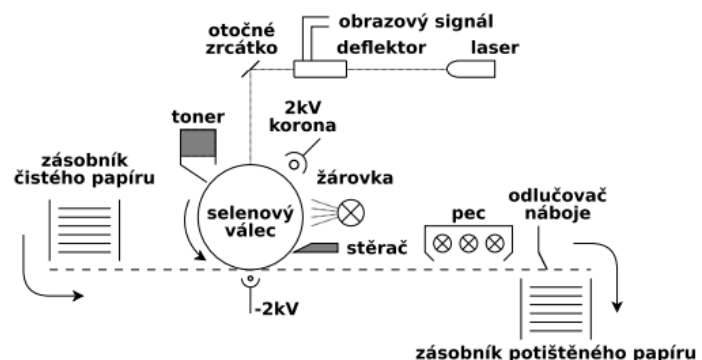 obrazový signál
otočné
zrcátko
deflektor
laser
toner
2kV
korona
zásobník
čistého papíru
žárovka
selenový
válec
odlučovač
náboje
pec
stěrač
-2kV
zásobník potištěného papíru